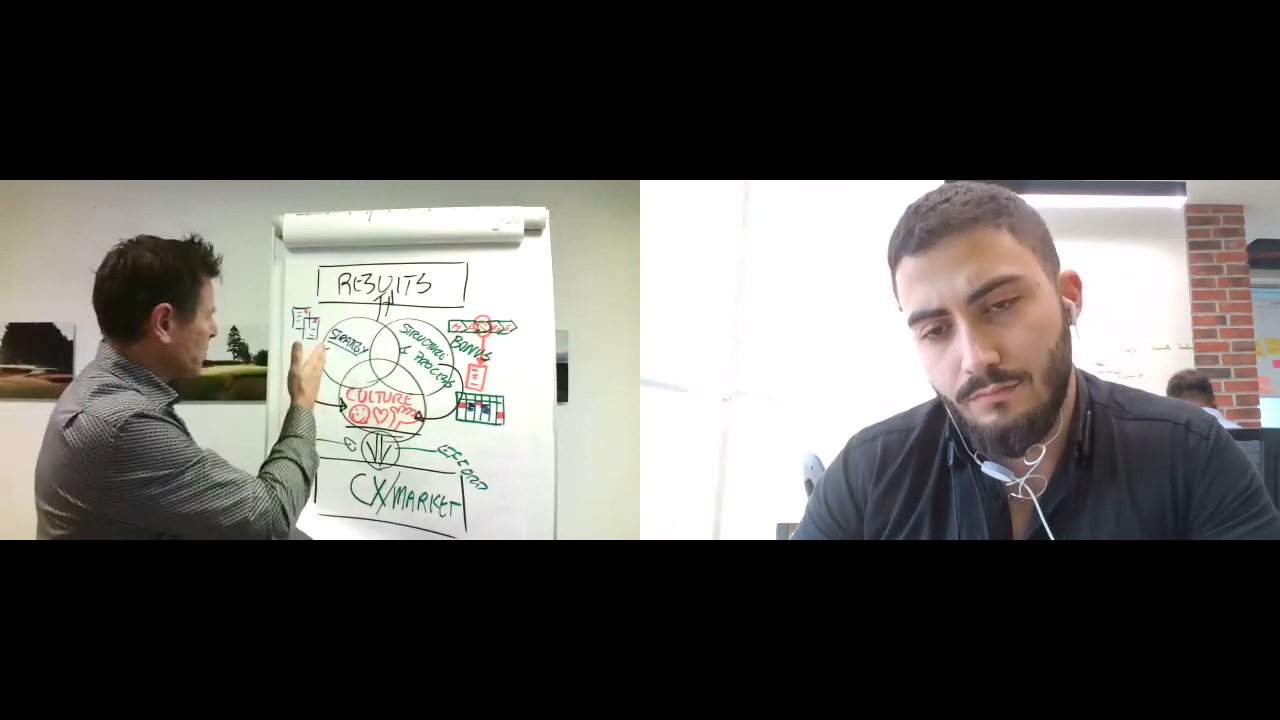 RESULTS
STRATEGY
STRUCTURE
& PROCESS
BONUS
CULTURE
CX/MARKET